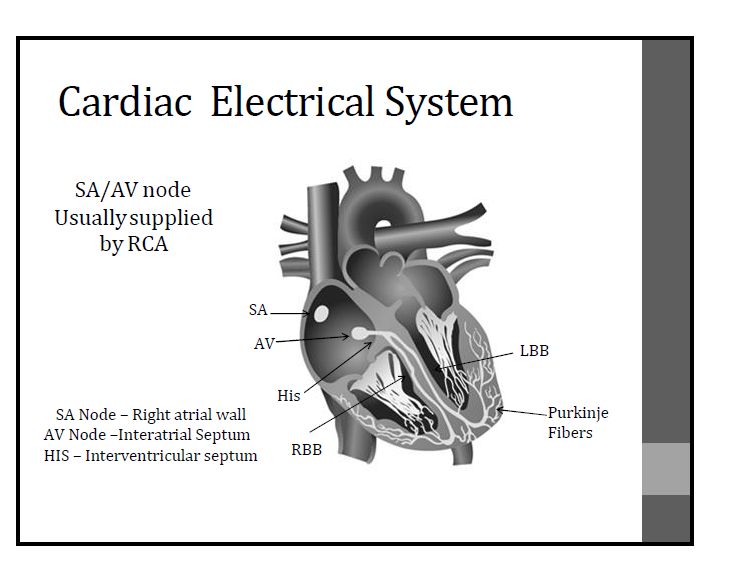 Cardiac Electrical System
SA/AV node
Usually supplied
by RCA
SA
AV
LBB
His
Purkinje
Fibers
SA Node – Right atrial wall
AV Node –Interatrial Septum
HIS – Interventricular septum
RBB